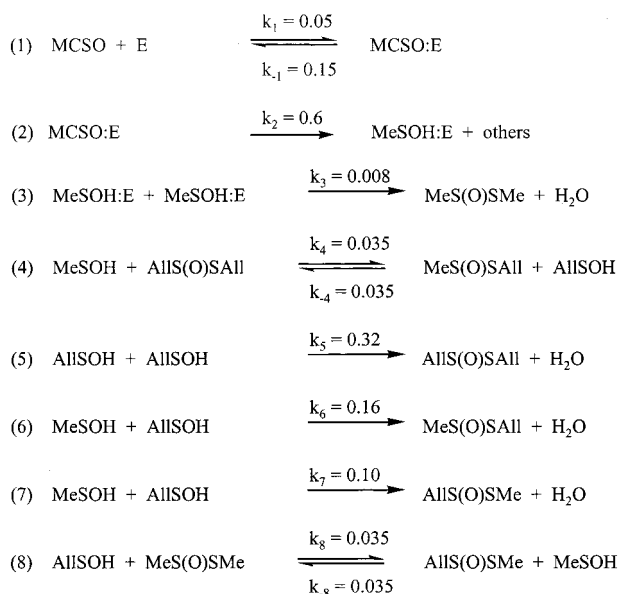 k₁ = 0.05
(1) MCSO + E ⇌ MCSO:E
k₋₁ = 0.15
k₂ = 0.6
(2) MCSO:E → MeSOH:E + others
k₃ = 0.008
(3) MeSOH:E + MeSOH:E → MeS(O)SMe + H₂O
k₄ = 0.035
(4) MeSOH + AllS(O)SAll ⇌ MeS(O)SAll + AllSOH
k₋₄ = 0.035
k₅ = 0.32
(5) AllSOH + AllSOH → AllS(O)SAll + H₂O
k₆ = 0.16
(6) MeSOH + AllSOH → MeS(O)SAll + H₂O
k₇ = 0.10
(7) MeSOH + AllSOH → AllS(O)SMe + H₂O
k₈ = 0.035
(8) AllSOH + MeS(O)SMe ⇌ AllS(O)SMe + MeSOH
k₋₈ = 0.035